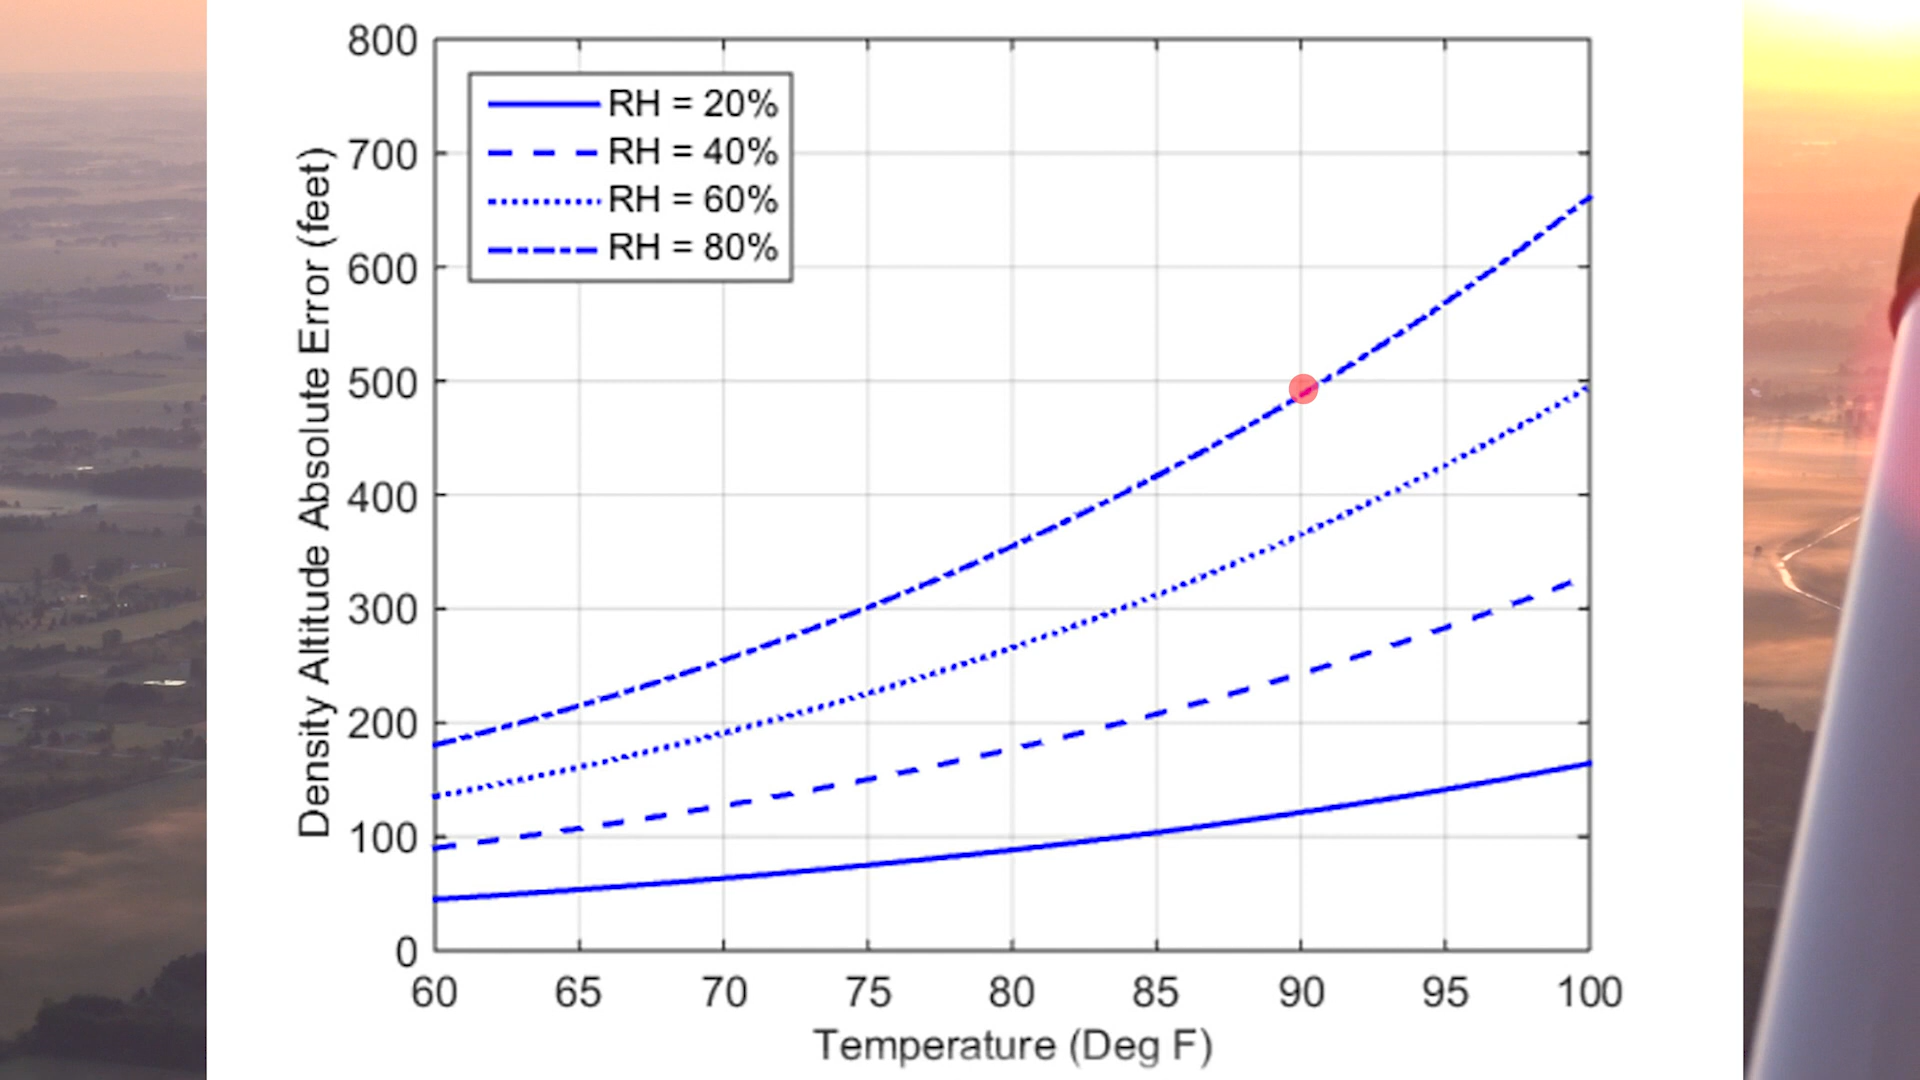 800
700
600
500
400
300
200
100
0
Density Altitude Absolute Error (feet)
RH = 20%
RH = 40%
RH = 60%
RH = 80%
60 65 70 75 80 85 90 95 100
Temperature (Deg F)